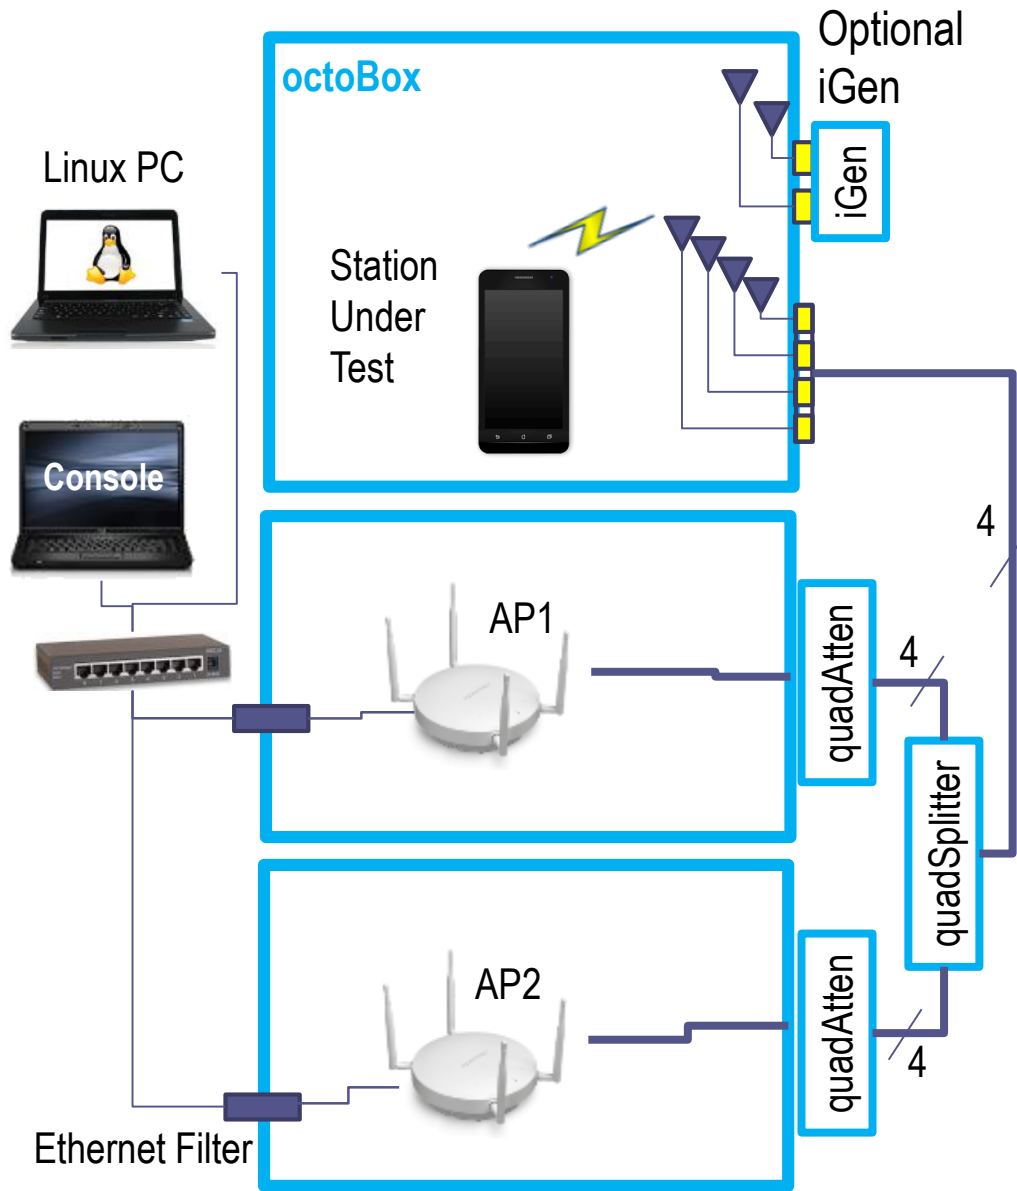 Optional
iGen
octoBox
iGen
Linux PC
Station
Under
Test
Console
4
AP1
quadAtten
4
quadSplitter
AP2
quadAtten
4
Ethernet Filter